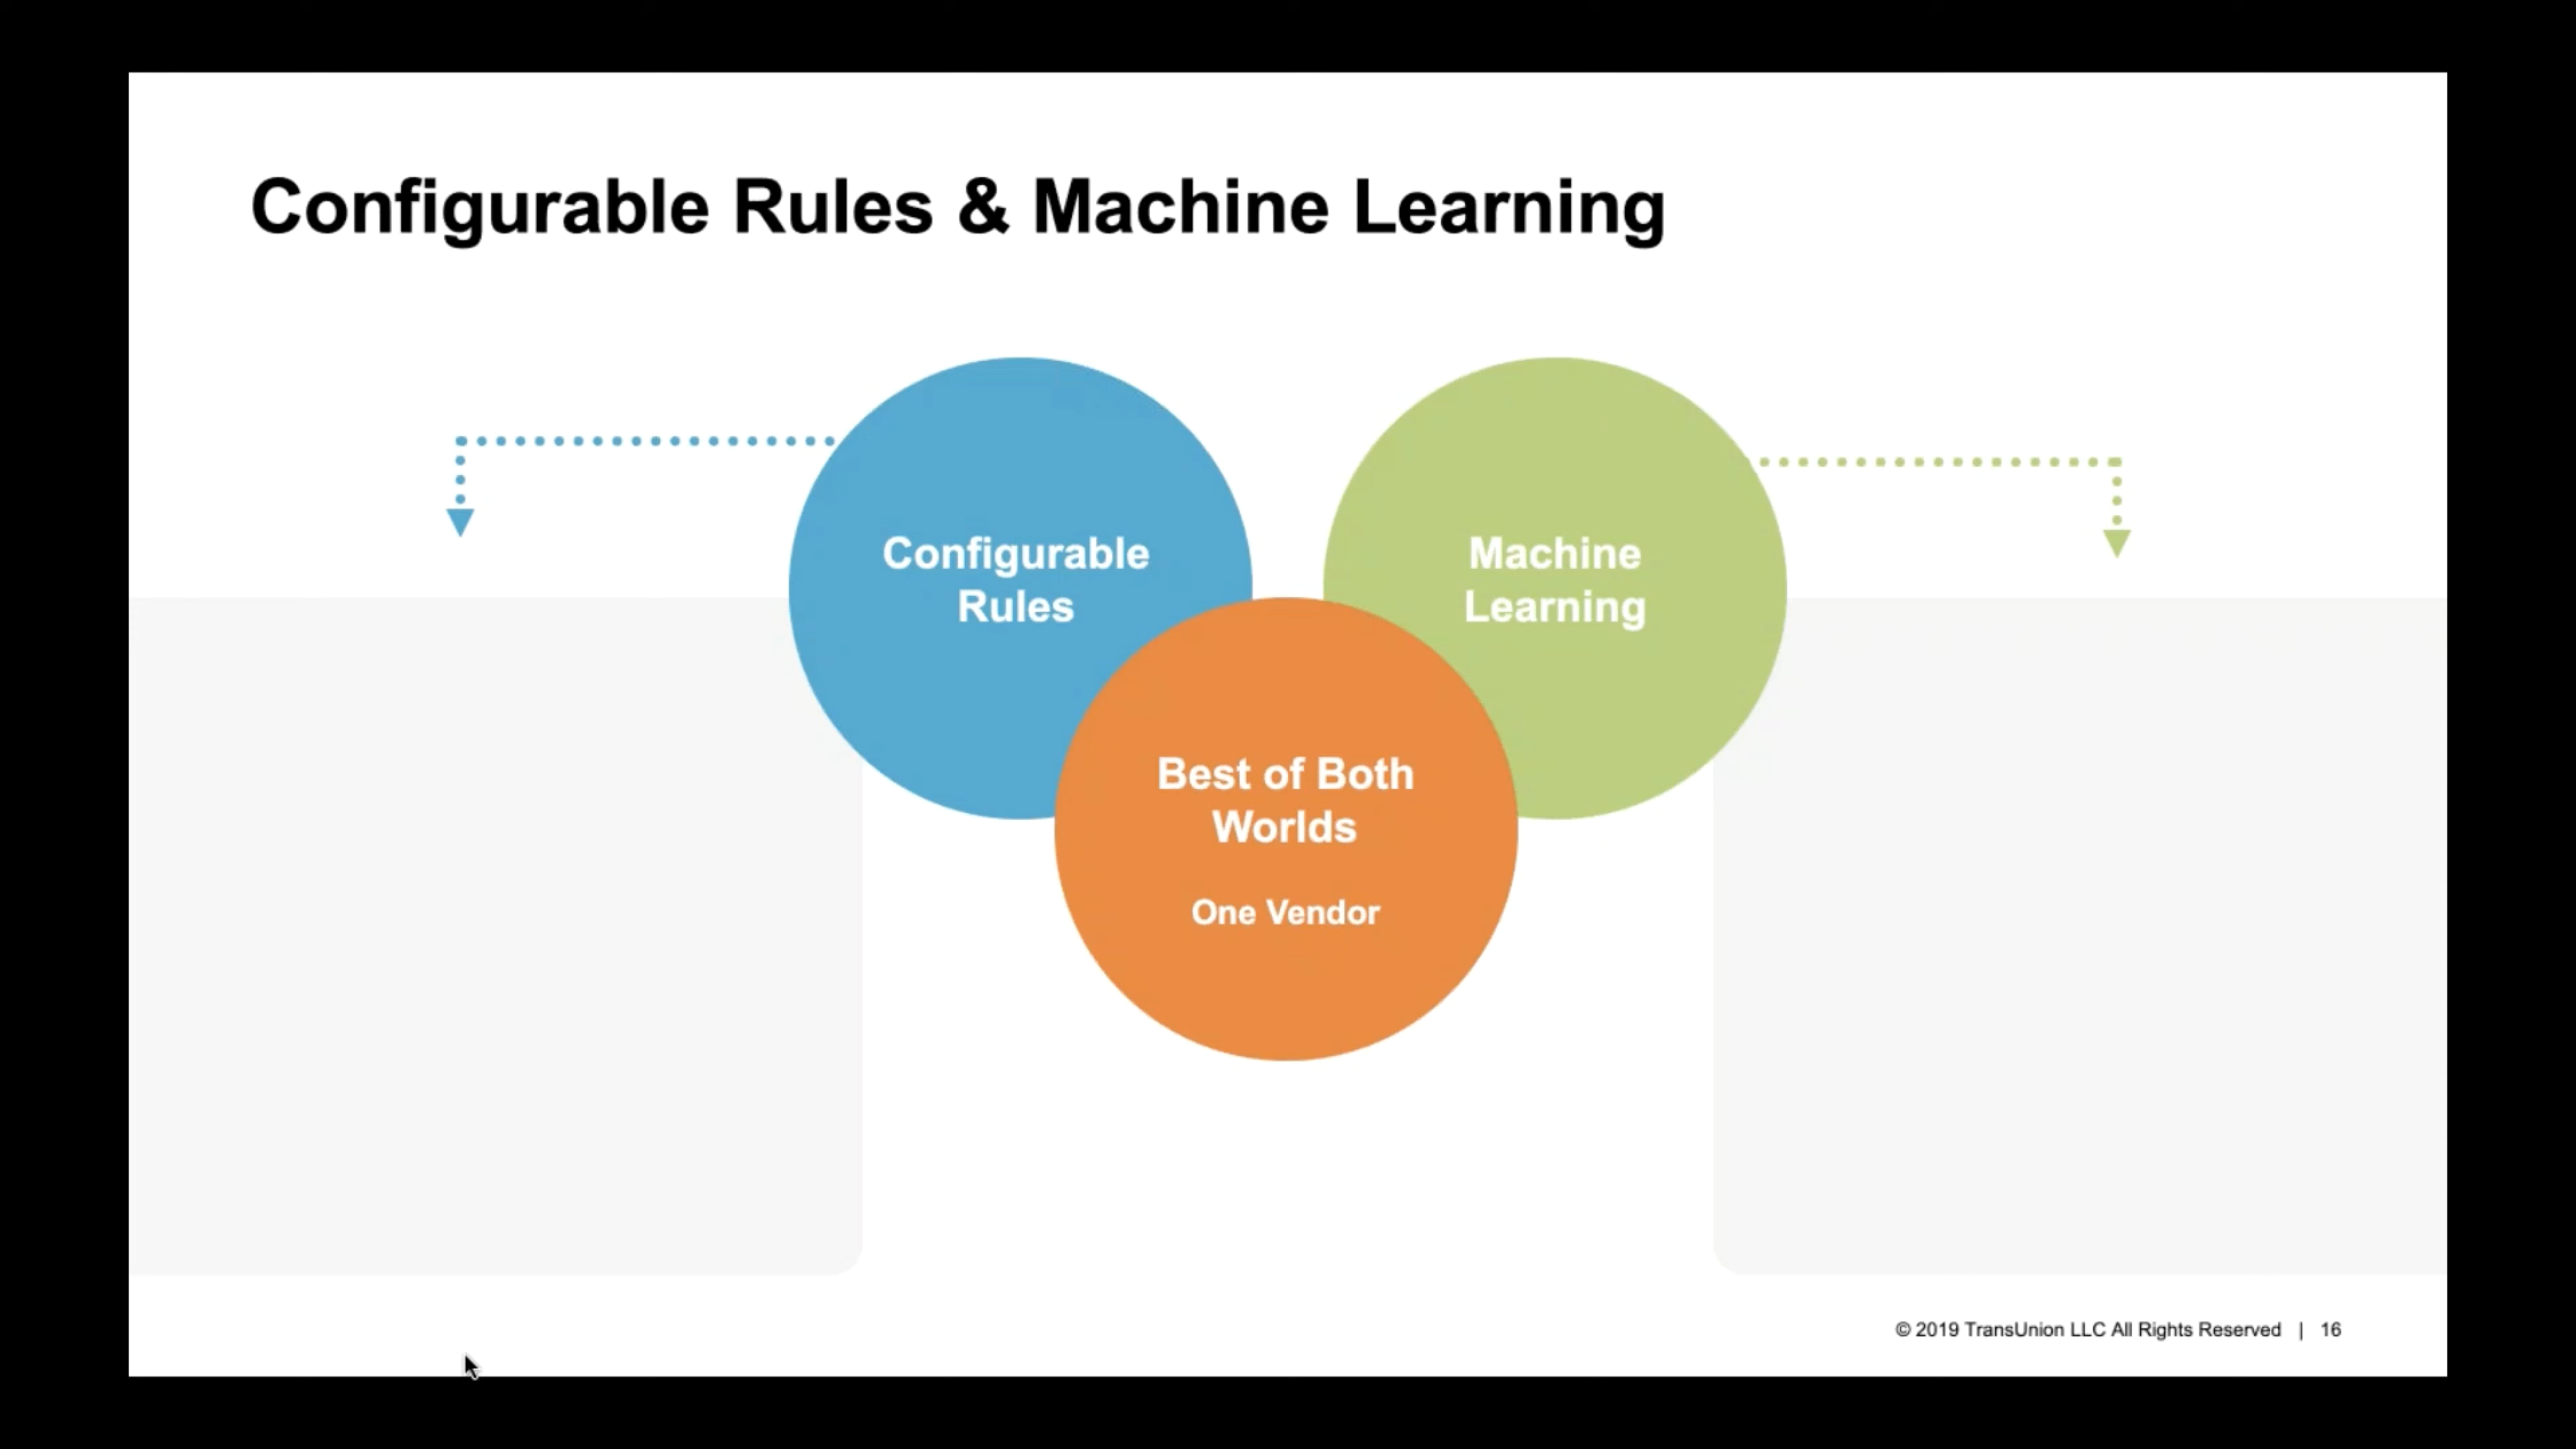 Configurable Rules & Machine Learning
Configurable
Rules
Machine
Learning
Best of Both
Worlds
One Vendor
© 2019 TransUnion LLC All Rights Reserved | 16